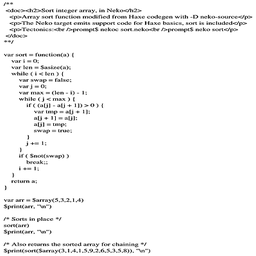 /**
<doc><h2>Sort integer array, in Neko</h2>
<p>Array sort function modified from Haxe codegen with -D neko-source</p>
<p>The Neko target emits support code for Haxe basics, sort is included</p>
<p>Tectonics:<br />prompt$ nekoc sort.neko<br />prompt$ neko sort</p>
</doc>
**/
var sort = function(a) {
var i = 0;
var len = $asize(a);
while ( i < len ) {
var swap = false;
var j = 0;
var max = (len - i) - 1;
while ( j < max ) {
if ( (a[j] - a[j + 1]) > 0 ) {
var tmp = a[j + 1];
a[j + 1] = a[j];
a[j] = tmp;
swap = true;
}
j += 1;
}
if ( $not(swap) )
break;;
i += 1;
}
return a;
}
var arr = $array(5,3,2,1,4)
$print(arr, "\n")
/* Sorts in place */
sort(arr)
$print(arr, "\n")
/* Also returns the sorted array for chaining */
$print(sort($array(3,1,4,1,5,9,2,6,5,3,5,8)), "\n")